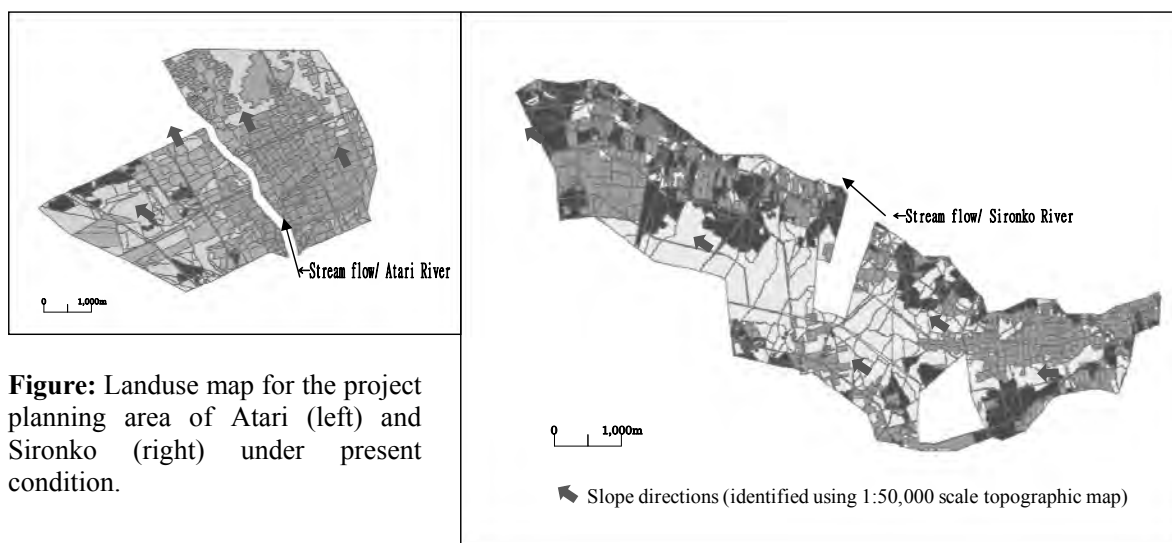 ←Stream flow/ Atari River
0 1,000m
Figure: Landuse map for the project
planning area of Atari (left) and
Sironko (right) under present
condition.
←Stream flow/ Sironko River
0 1,000m
Slope directions (identified using 1:50,000 scale topographic map)